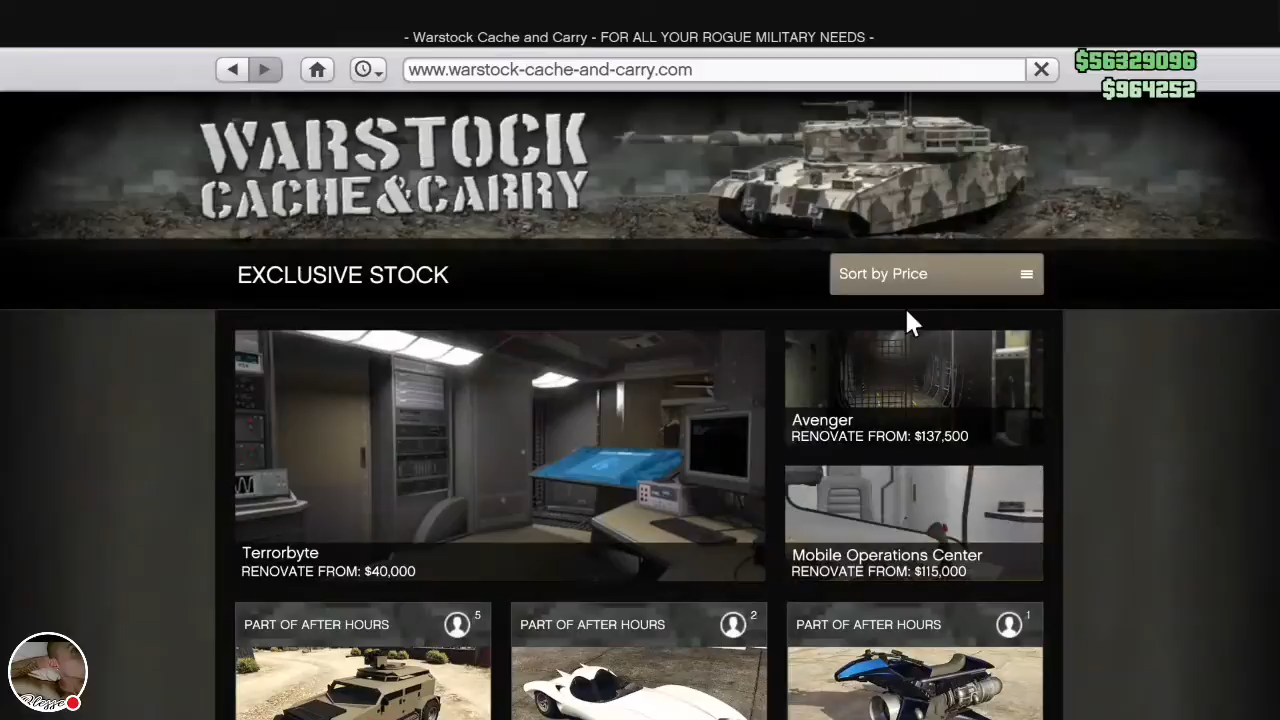 - Warstock Cache and Carry - FOR ALL YOUR ROGUE MILITARY NEEDS -
www.warstock-cache-and-carry.com
$56329096
$964252
WARSTOCK
CACHE&CARRY
EXCLUSIVE STOCK
Sort by Price
Terrorbyte
RENOVATE FROM: $40,000
Avenger
RENOVATE FROM: $137,500
Mobile Operations Center
RENOVATE FROM: $115,000
PART OF AFTER HOURS 5
PART OF AFTER HOURS 2
PART OF AFTER HOURS 1